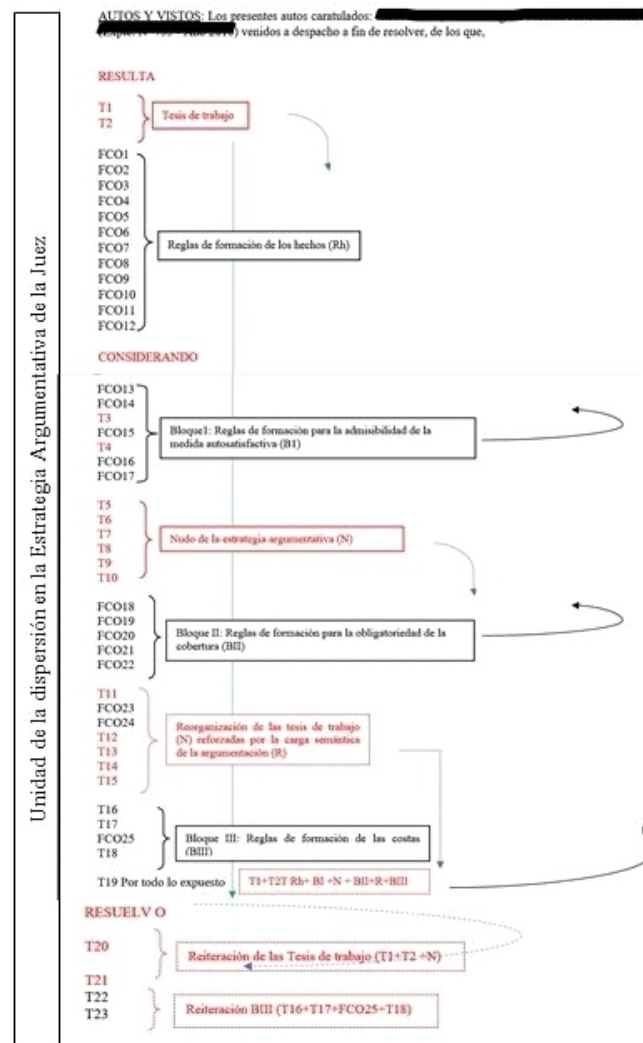 Unidad de la dispersión en la Estrategia Argumentativa de la Juez
AUTOS Y VISTOS: Los presentes autos caratulados:
venidos a despacho a fin de resolver, de los que,
RESULTA
T1
T2
Tesis de trabajo
FCO1
FCO2
FCO3
FCO4
FCO5
FCO6
FCO7
FCO8
FCO9
FCO10
FCO11
FCO12
Reglas de formación de los hechos (Rh)
CONSIDERANDO
FCO13
FCO14
T3
FCO15
T4
FCO16
FCO17
Bloque1: Reglas de formación para la admisibilidad de la
medida autosatisfactiva (B1)
T5
T6
T7
T8
T9
T10
Nudo de la estrategia argumentativa (N)
FCO18
FCO19
FCO20
FCO21
FCO22
Bloque II: Reglas de formación para la obligatoriedad de la
cobertura (BII)
T11
FCO23
FCO24
T12
T13
T14
T15
Reorganización de las tesis de trabajo
(N) reforzadas por la carga semántica
de la argumentación (R)
T16
T17
FCO25
T18
Bloque III: Reglas de formación de las costas
(BIII)
T19 Por todo lo expuesto
T1+T2T Rh+ BI +N + BII+R+BIII
RESUELV O
T20
T21
Reiteración de las Tesis de trabajo (T1+T2 +N)
T22
T23
Reiteración BIII (T16+T17+FCO25+T18)